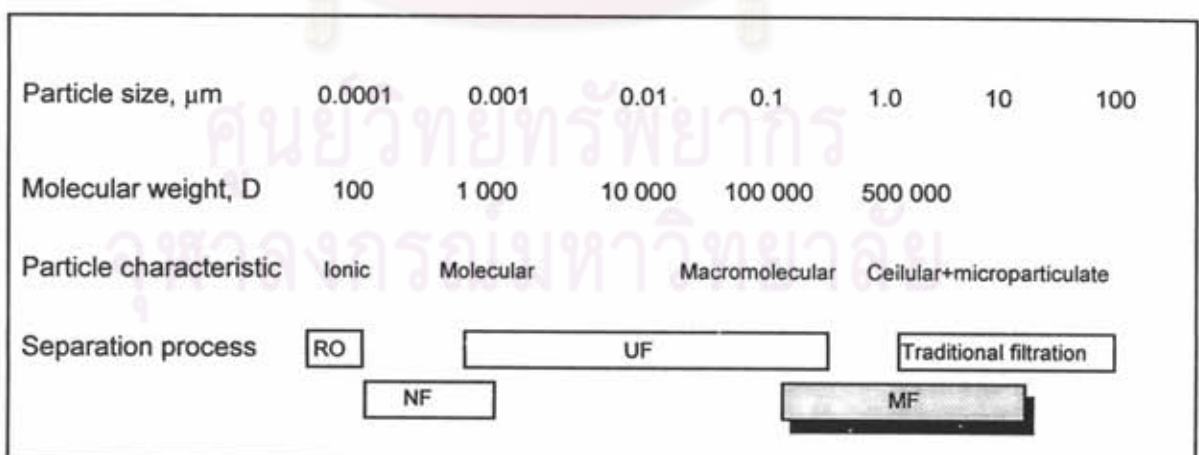 Particle size, μm 0.0001 0.001 0.01 0.1 1.0 10 100
ศูนย์วิทยทรัพยากร
Molecular weight, D 100 1 000 10 000 100 000 500 000
จุฬาลงกรณ์มหาวิทยาลัย
Particle characteristic Ionic Molecular Macromolecular Ceilular+microparticulate
Separation process RO UF Traditional filtration
NF MF